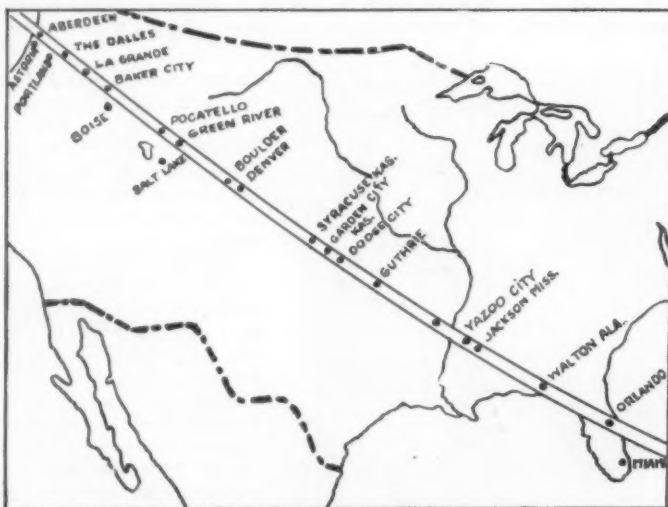 ABERDEEN
ASTORIA
PORTLAND
THE DALLES
LA GRANDE
BAKER CITY
BOISE
POCATELLO
GREEN RIVER
SALT LAKE
BOULDER
DENVER
SYRACUSE KAS.
GARDEN CITY
KAS.
DODGE CITY
GUTHRIE
YAZOO CITY
JACKSON MISS.
WALTON ALA.
ORLANDO
MIAMI